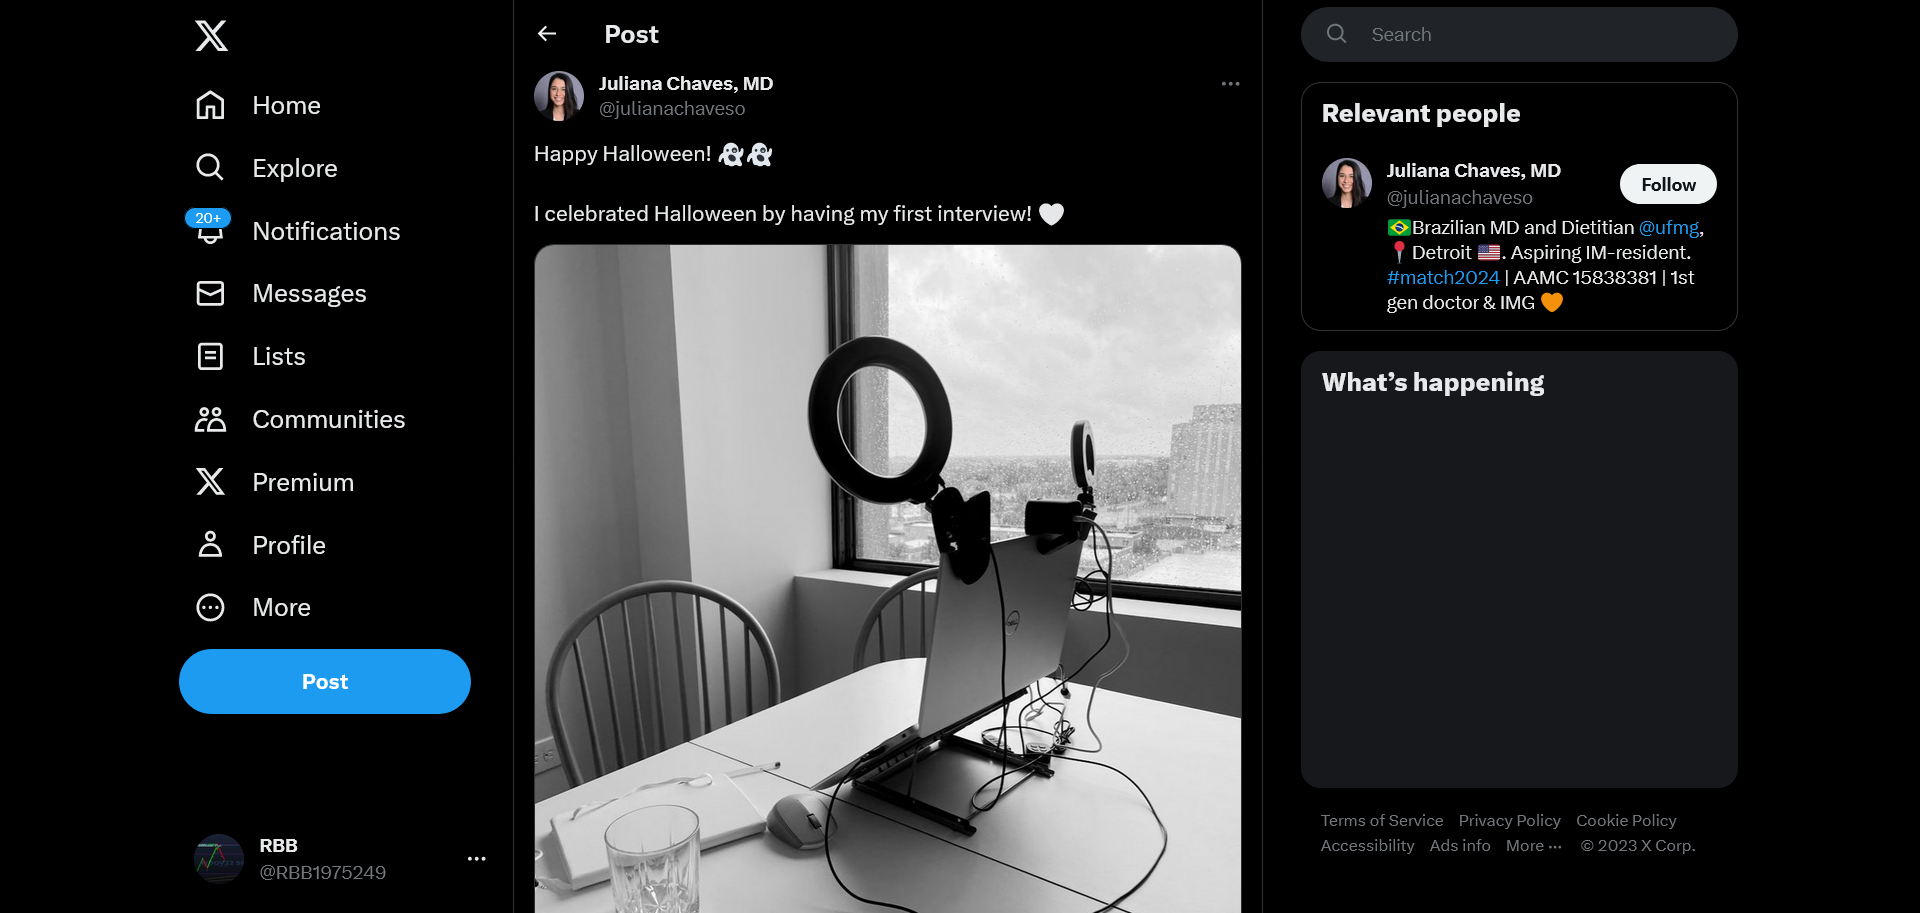 Home
Explore
20+
Notifications
Messages
Lists
Communities
Premium
Profile
More
Post
RBB
@RBB1975249
Post
Juliana Chaves, MD
@julianachaveso
Happy Halloween! 👻👻
I celebrated Halloween by having my first interview! 🤍
Search
Relevant people
Juliana Chaves, MD
@julianachaveso
Follow
🇧🇷Brazilian MD and Dietitian @ufmg,
📍Detroit 🇺🇸. Aspiring IM-resident.
#match2024 | AAMC 15838381 | 1st
gen doctor & IMG 🧡
What’s happening
Terms of Service Privacy Policy Cookie Policy
Accessibility Ads info More ··· © 2023 X Corp.